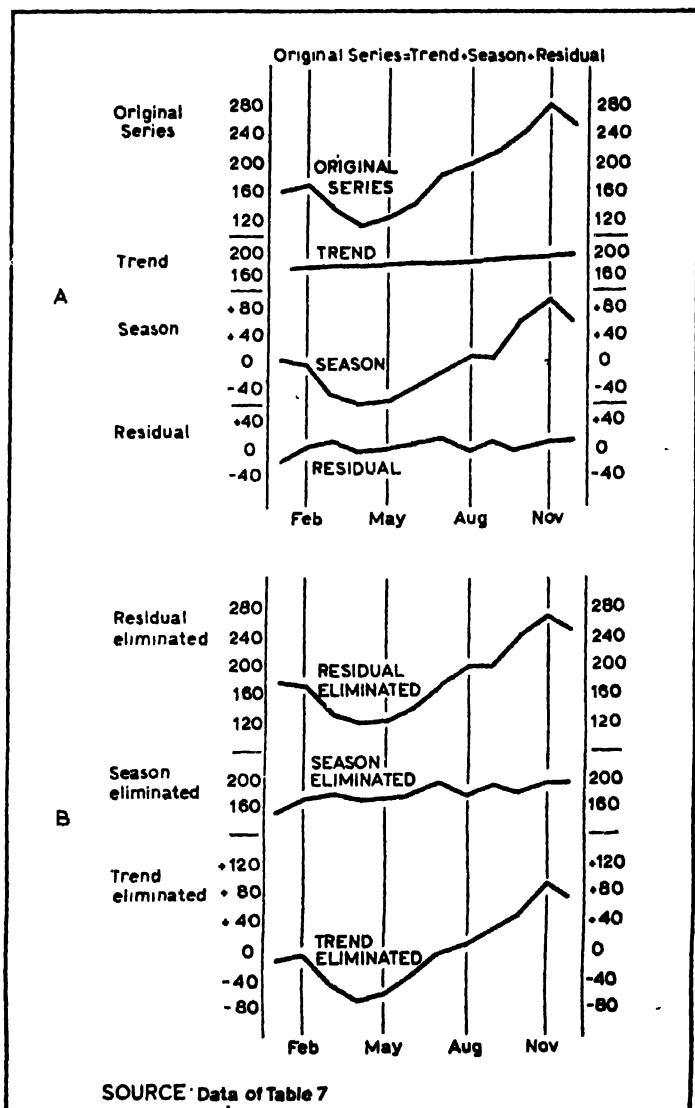 Original Series=Trend+Season+Residual
Original Series
280 280
240 240
200 200
160 160
120 120
ORIGINAL SERIES
Trend
200 200
160 160
TREND
A
Season
+80 +80
+40 +40
0 0
-40 -40
SEASON
Residual
+40 +40
0 0
-40 -40
RESIDUAL
Feb May Aug Nov
Residual eliminated
280 280
240 240
200 200
160 160
120 120
RESIDUAL ELIMINATED
Season eliminated
200 200
160 160
SEASON ELIMINATED
B
Trend eliminated
+120 +120
+80 +80
+40 +40
0 0
-40 -40
-80 -80
TREND ELIMINATED
Feb May Aug Nov
SOURCE Data of Table 7